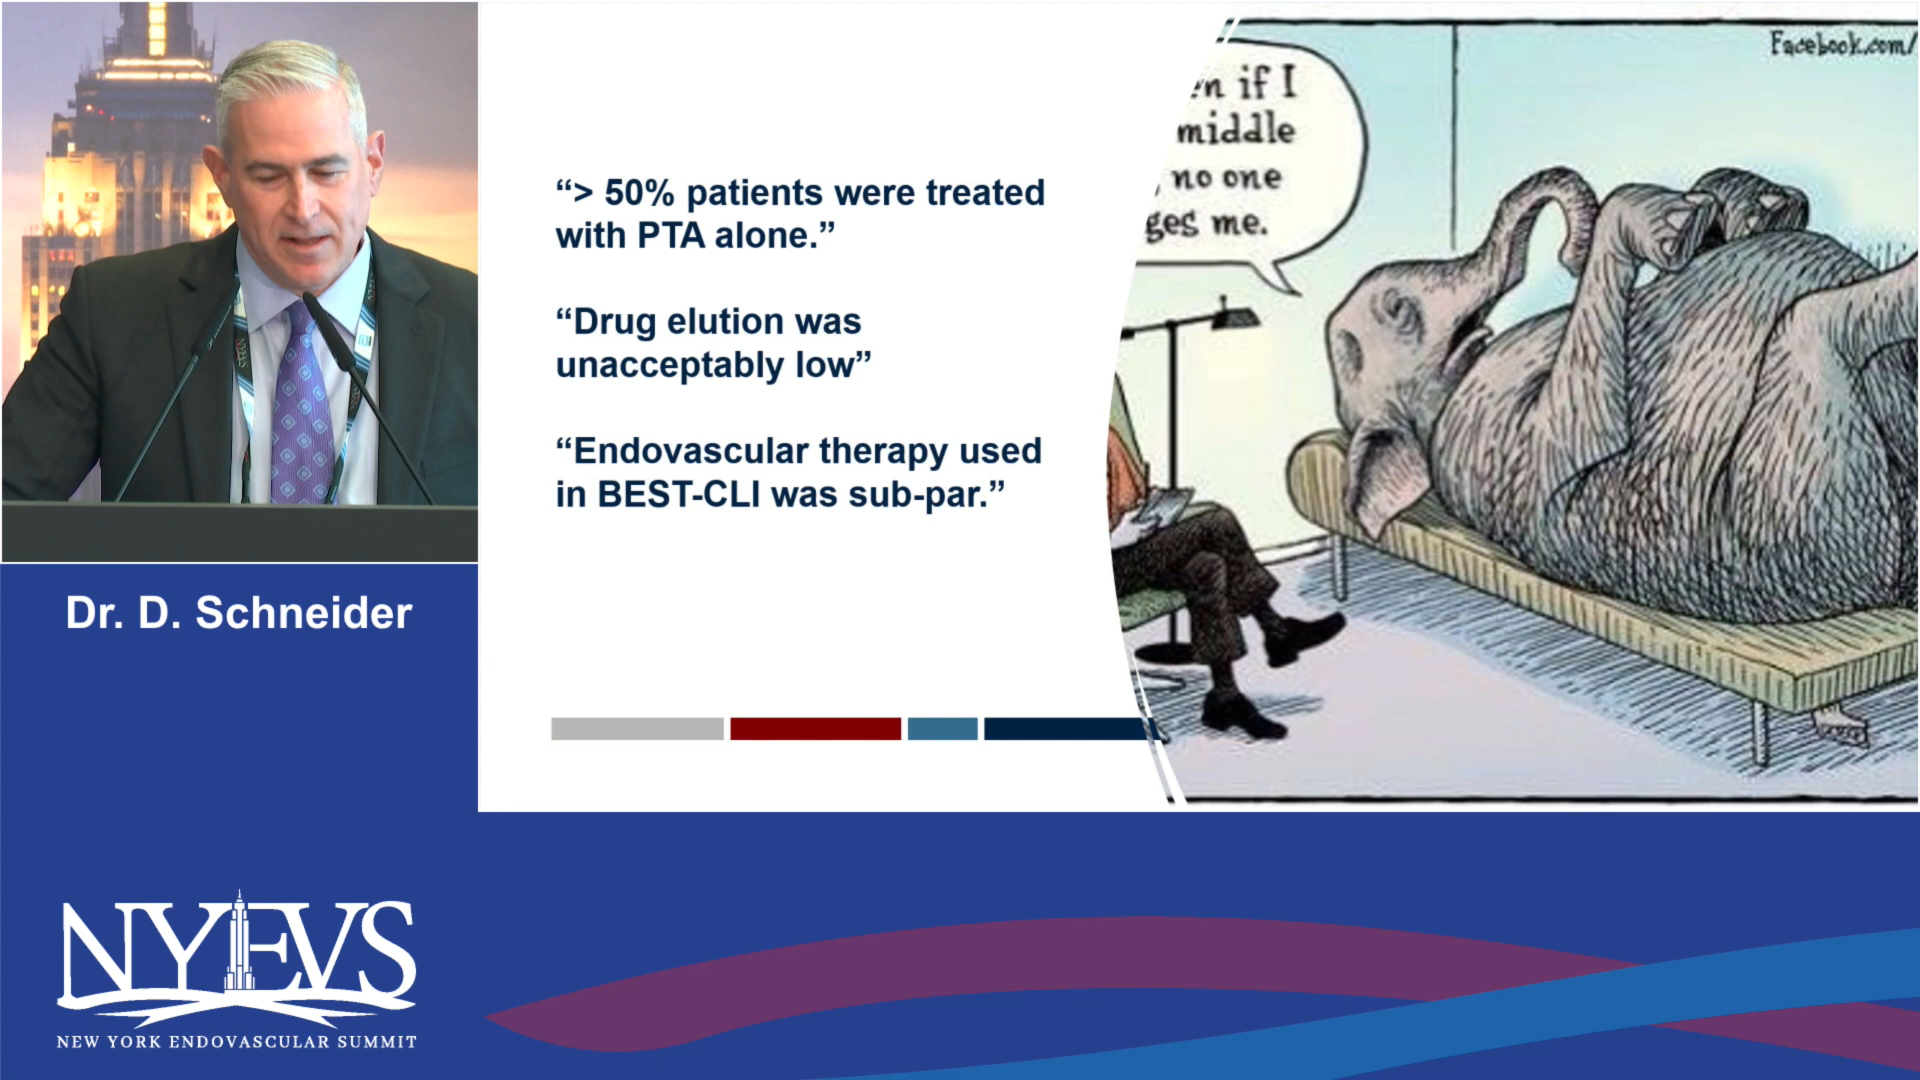 Dr. D. Schneider
NYEVS
NEW YORK ENDOVASCULAR SUMMIT
“> 50% patients were treated
with PTA alone.”
“Drug elution was
unacceptably low”
“Endovascular therapy used
in BEST-CLI was sub-par.”
if I
middle
no one
me.
Facebook.com/